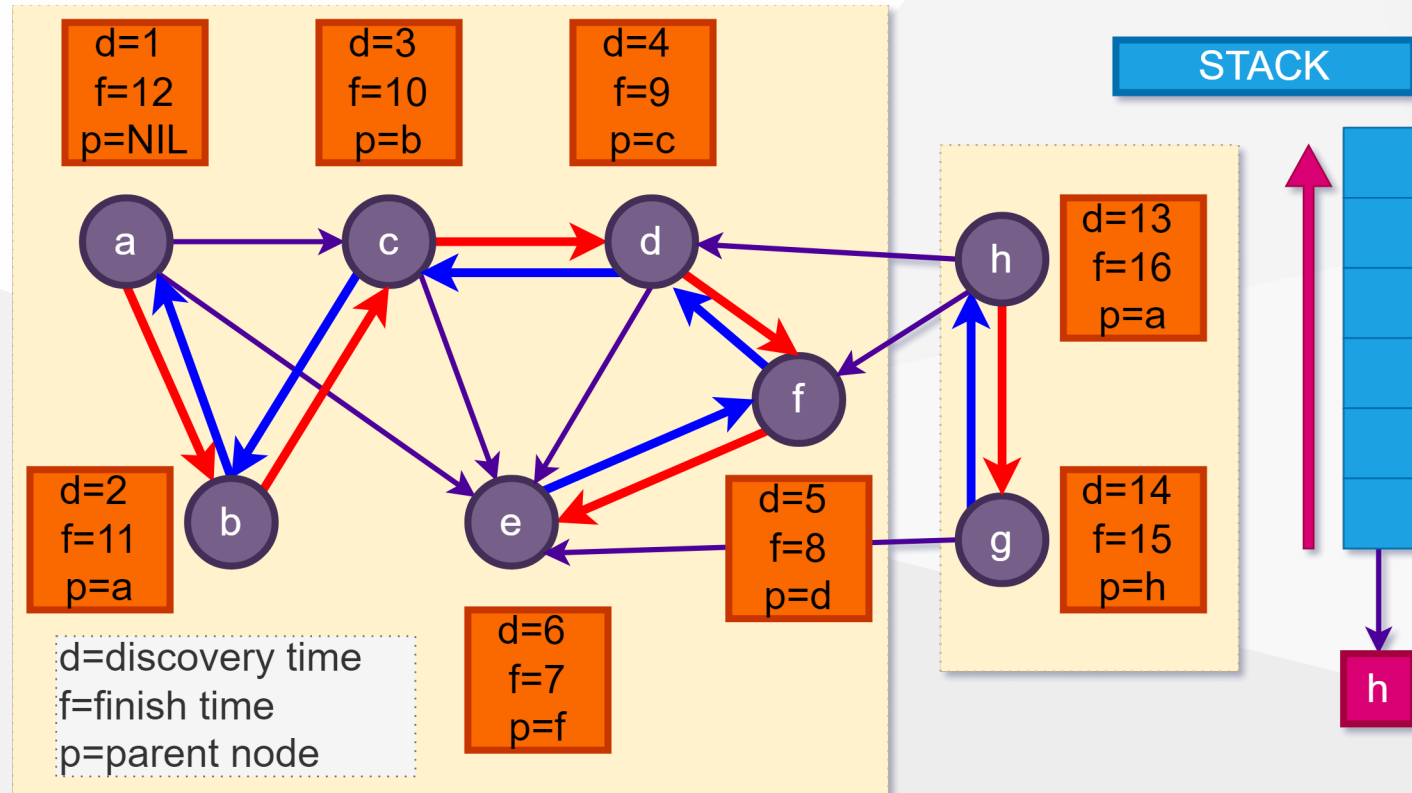 d=1
f=12
p=NIL
d=3
f=10
p=b
d=4
f=9
p=c
STACK
a
c
d
h
d=13
f=16
p=a
f
d=2
f=11
p=a
b
e
d=5
f=8
p=d
g
d=14
f=15
p=h
d=6
f=7
p=f
d=discovery time
f=finish time
p=parent node
h